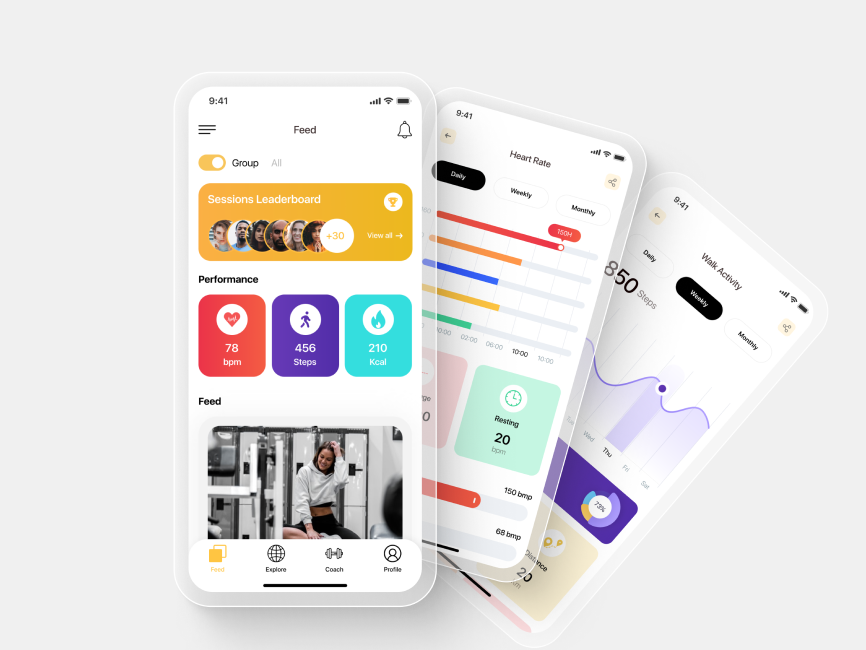 9:41
Feed
Group All
Sessions Leaderboard
+30
View all →
Performance
78
bpm
456
Steps
210
Kcal
Feed
Feed
Explore
Coach
Profile
9:41
Heart Rate
Daily
Weekly
Monthly
150H
02:00
06:00
10:00
10:00
Resting
20
bpm
150 bmp
68 bmp
9:41
Walk Activity
Daily
Weekly
Monthly
850 Steps
Wed
Thu
Fri
Sat
73%
20